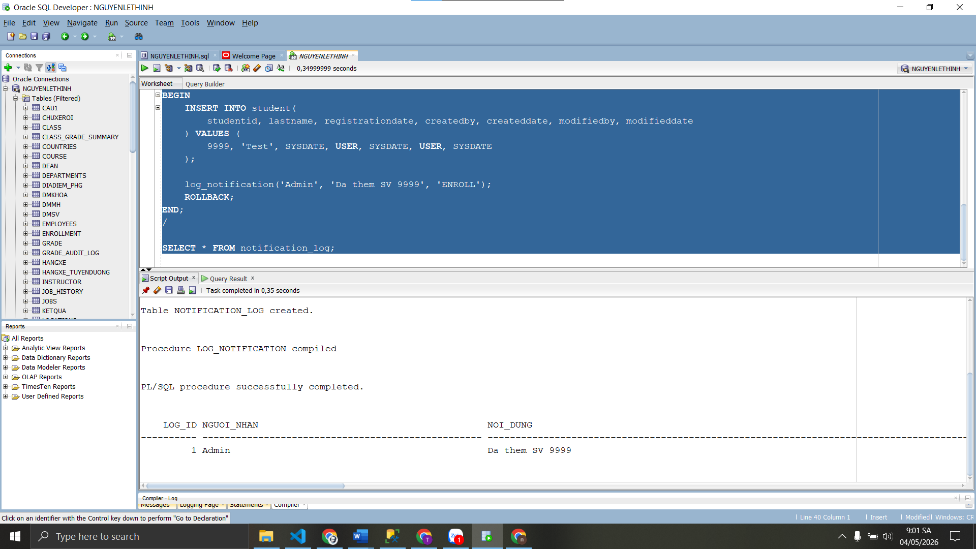 Oracle SQL Developer : NGUYENLETHINH
File Edit View Navigate Run Source Team Tools Window Help
Connections
NGUYENLETHINH.sql
Welcome Page
NGUYENLETHINH
0,34999999 seconds
NGUYENLETHINH
Worksheet Query Builder
Oracle Connections
NGUYENLETHINH
Tables (Filtered)
CAU1
CHUXEROI
CLASS
CLASS_GRADE_SUMMARY
COUNTRIES
COURSE
DEAN
DEPARTMENTS
DIADIEM_PHG
DMKHOA
DMMH
DMSV
EMPLOYEES
ENROLLMENT
GRADE
GRADE_AUDIT_LOG
HANGXE
HANGXE_TUYENDUONG
INSTRUCTOR
JOB_HISTORY
JOBS
KETQUA
BEGIN
INSERT INTO student(
studentid, lastname, registrationdate, createdby, createddate, modifiedby, modifieddate
) VALUES (
9999, 'Test', SYSDATE, USER, SYSDATE, USER, SYSDATE
);
log_notification('Admin', 'Da them SV 9999', 'ENROLL');
ROLLBACK;
END;
/
SELECT * FROM notification_log;
Reports
All Reports
Analytic View Reports
Data Dictionary Reports
Data Modeler Reports
OLAP Reports
TimesTen Reports
User Defined Reports
Script Output Query Result
Task completed in 0,35 seconds
Table NOTIFICATION_LOG created.
Procedure LOG_NOTIFICATION compiled
PL/SQL procedure successfully completed.
LOG_ID NGUOI_NHAN NOI_DUNG
1 Admin Da them SV 9999
Compiler - Log
Messages Logging Page Statements Compiler
Click on an identifier with the Control key down to perform "Go to Declaration"
Line 40 Column 1 Insert Modified Windows: CF
Type here to search
9:01 SA
04/05/2026